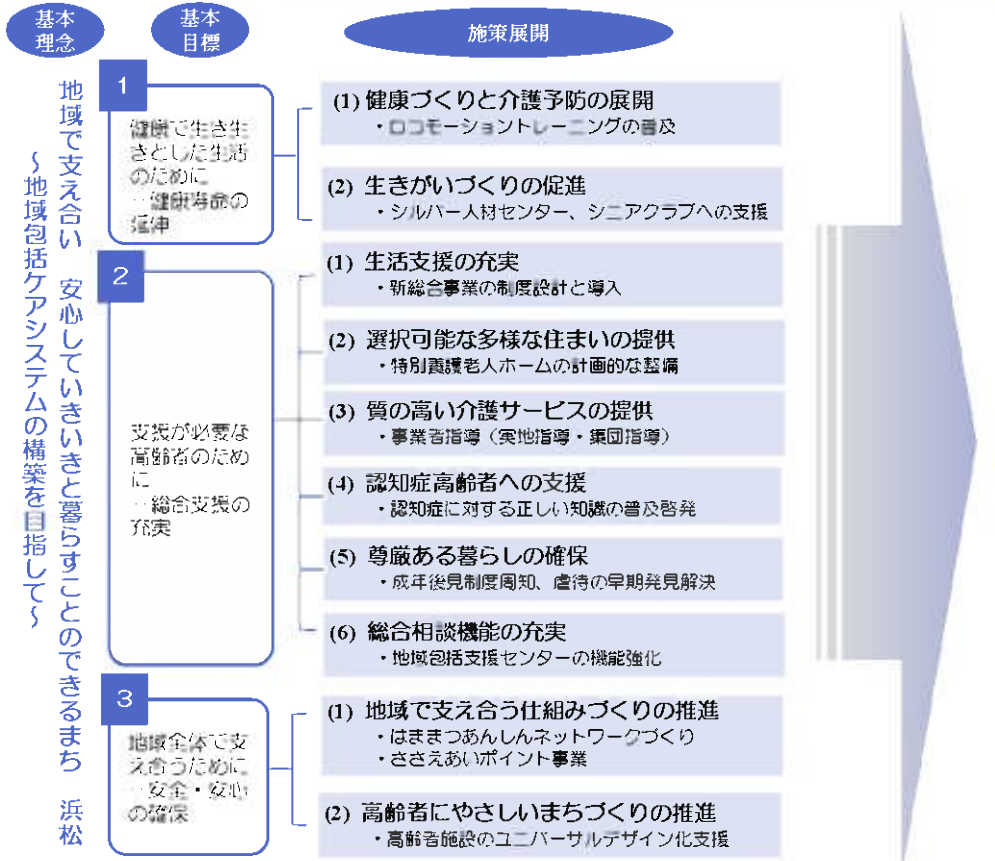 基本
理念
基本
目標
施策展開
地域で支え合い　安心していきいきと暮らすことのできるまち　浜松
～地域包括ケアシステムの構築を目指して～
1
健康で生き生
きとした生活
のために
…健康寿命の
延伸
(1) 健康づくりと介護予防の展開
・ロコモーショントレーニングの普及
(2) 生きがいづくりの促進
・シルバー人材センター、シニアクラブへの支援
2
支援が必要な
高齢者のため
に
…総合支援の
充実
(1) 生活支援の充実
・新総合事業の制度設計と導入
(2) 選択可能な多様な住まいの提供
・特別養護老人ホームの計画的な整備
(3) 質の高い介護サービスの提供
・事業者指導（実地指導・集団指導）
(4) 認知症高齢者への支援
・認知症に対する正しい知識の普及啓発
(5) 尊厳ある暮らしの確保
・成年後見制度周知、虐待の早期発見解決
(6) 総合相談機能の充実
・地域包括支援センターの機能強化
3
地域全体で支
え合うために
…安全・安心
の確保
(1) 地域で支え合う仕組みづくりの推進
・はままつあんしんネットワークづくり
・ささえあいポイント事業
(2) 高齢者にやさしいまちづくりの推進
・高齢者施設のユニバーサルデザイン化支援